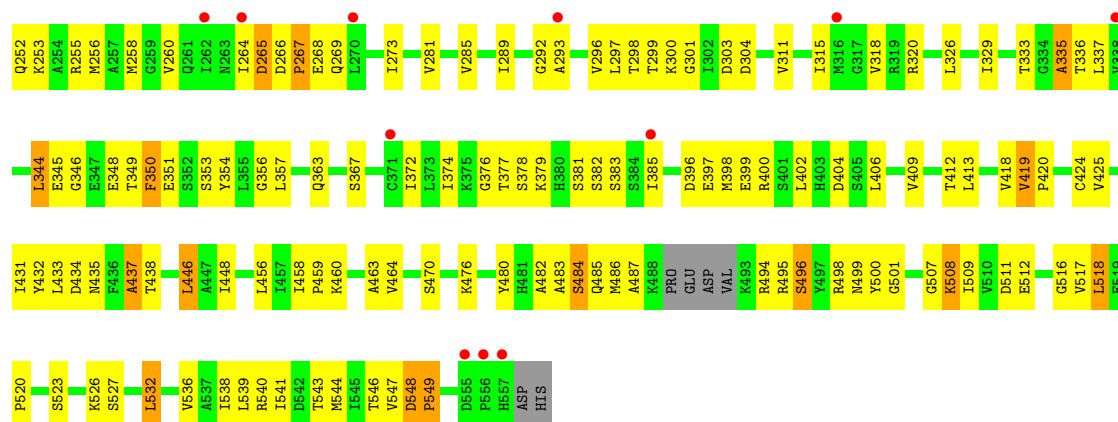 Q252 K253 A254 R255 M256 A257 M258 G259 V260 Q261 I262 N263 I264 D265 D266 P267 E268 Q269 L270 I273 V281 V285 I289 G292 A293 V296 L297 T298 T299 K300 G301 I302 D303 D304 V311 I315 M316 G317 V318 R319 R320 L326 I329 T333 G334 A335 T336 L337 V338
L344 E345 G346 E347 E348 T349 F350 E351 S352 S353 Y354 L355 G356 L357 Q363 S367 C371 I372 L373 I374 K375 G376 T377 S378 K379 H380 S381 S382 S383 S384 I385 D396 E397 M398 E399 R400 S401 L402 H403 D404 S405 L406 V409 T412 L413 V418 V419 P420 C424 V425
I431 Y432 L433 D434 N435 F436 A437 T438 L446 A447 I448 L456 I457 I458 P459 K460 A463 V464 S470 K476 Y480 H481 A482 A483 S484 Q485 M486 A487 K488 PRO GLU ASP VAL K493 R494 R495 S496 Y497 R498 N499 Y500 G501 G507 K508 I509 V510 D511 E512 G516 V517 L518 E519
P520 S523 K526 S527 L532 V536 A537 I538 L539 R540 I541 D542 T543 M544 I545 T546 V547 D548 P549 D555 P556 H557 ASP HIS